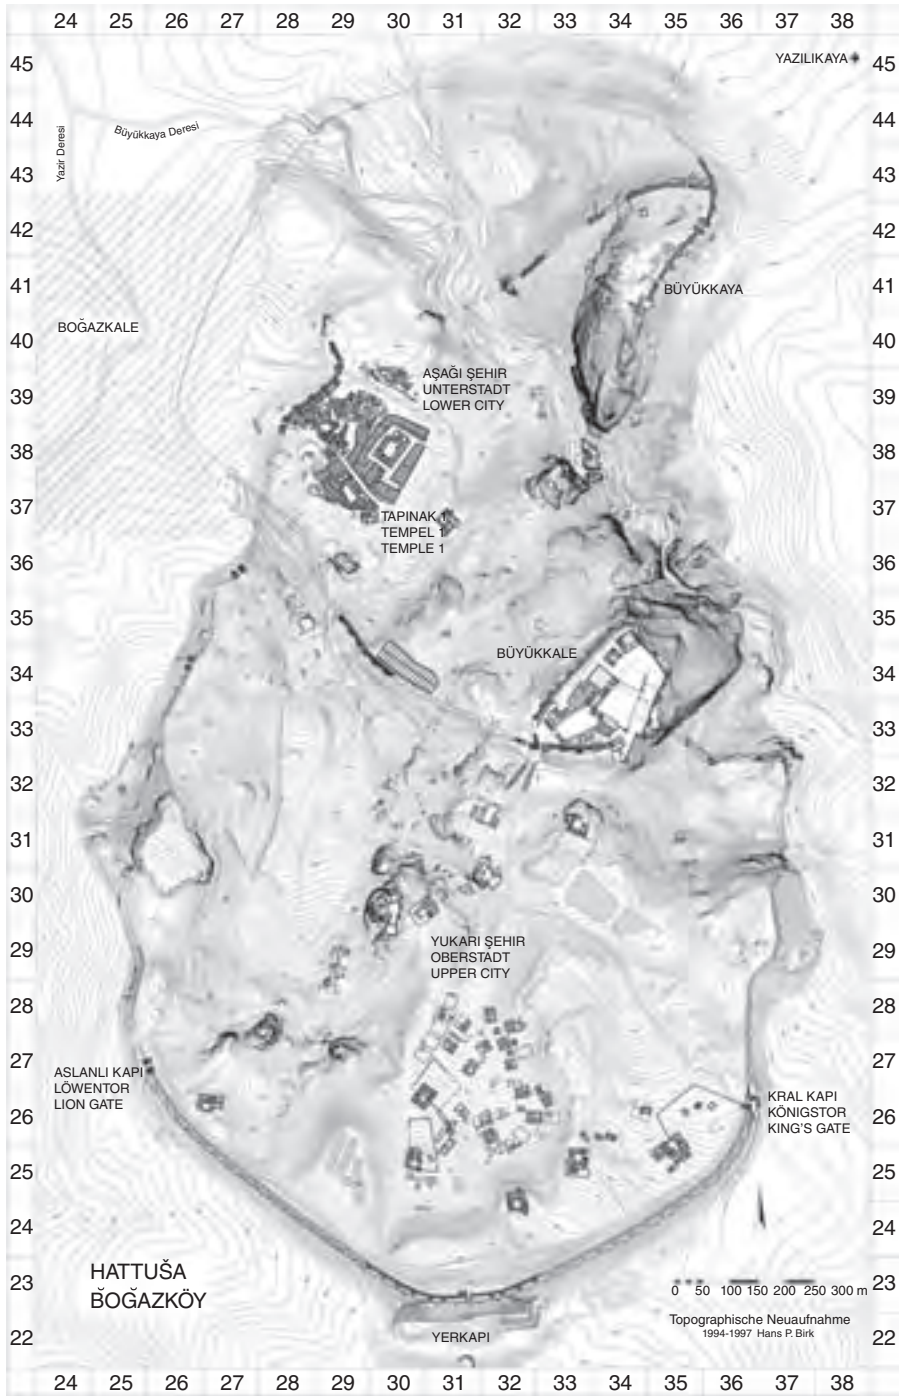 24 25 26 27 28 29 30 31 32 33 34 35 36 37 38
45 YAZILIKAYA 45
44 Büyükkaya Deresi 44
Yazir Deresi
43 43
42 42
41 BÜYÜKKAYA 41
BOĞAZKALE
40 40
AŞAĞI ŞEHIR
UNTERSTADT
LOWER CITY
39 39
38 38
37 37
TAPINAK 1
TEMPEL 1
TEMPLE 1
36 36
35 35
BÜYÜKKALE
34 34
33 33
32 32
31 31
30 30
YUKARI ŞEHIR
OBERSTADT
UPPER CITY
29 29
28 28
27 27
ASLANLI KAPI
LÖWENTOR
LION GATE
KRAL KAPI
KÖNIGSTOR
KING'S GATE
26 26
25 25
24 24
HATTUŠA
BOĞAZKÖY
23 23
0 50 100 150 200 250 300 m
Topographische Neuaufnahme
1994-1997 Hans P. Birk
YERKAPI
22 22
24 25 26 27 28 29 30 31 32 33 34 35 36 37 38